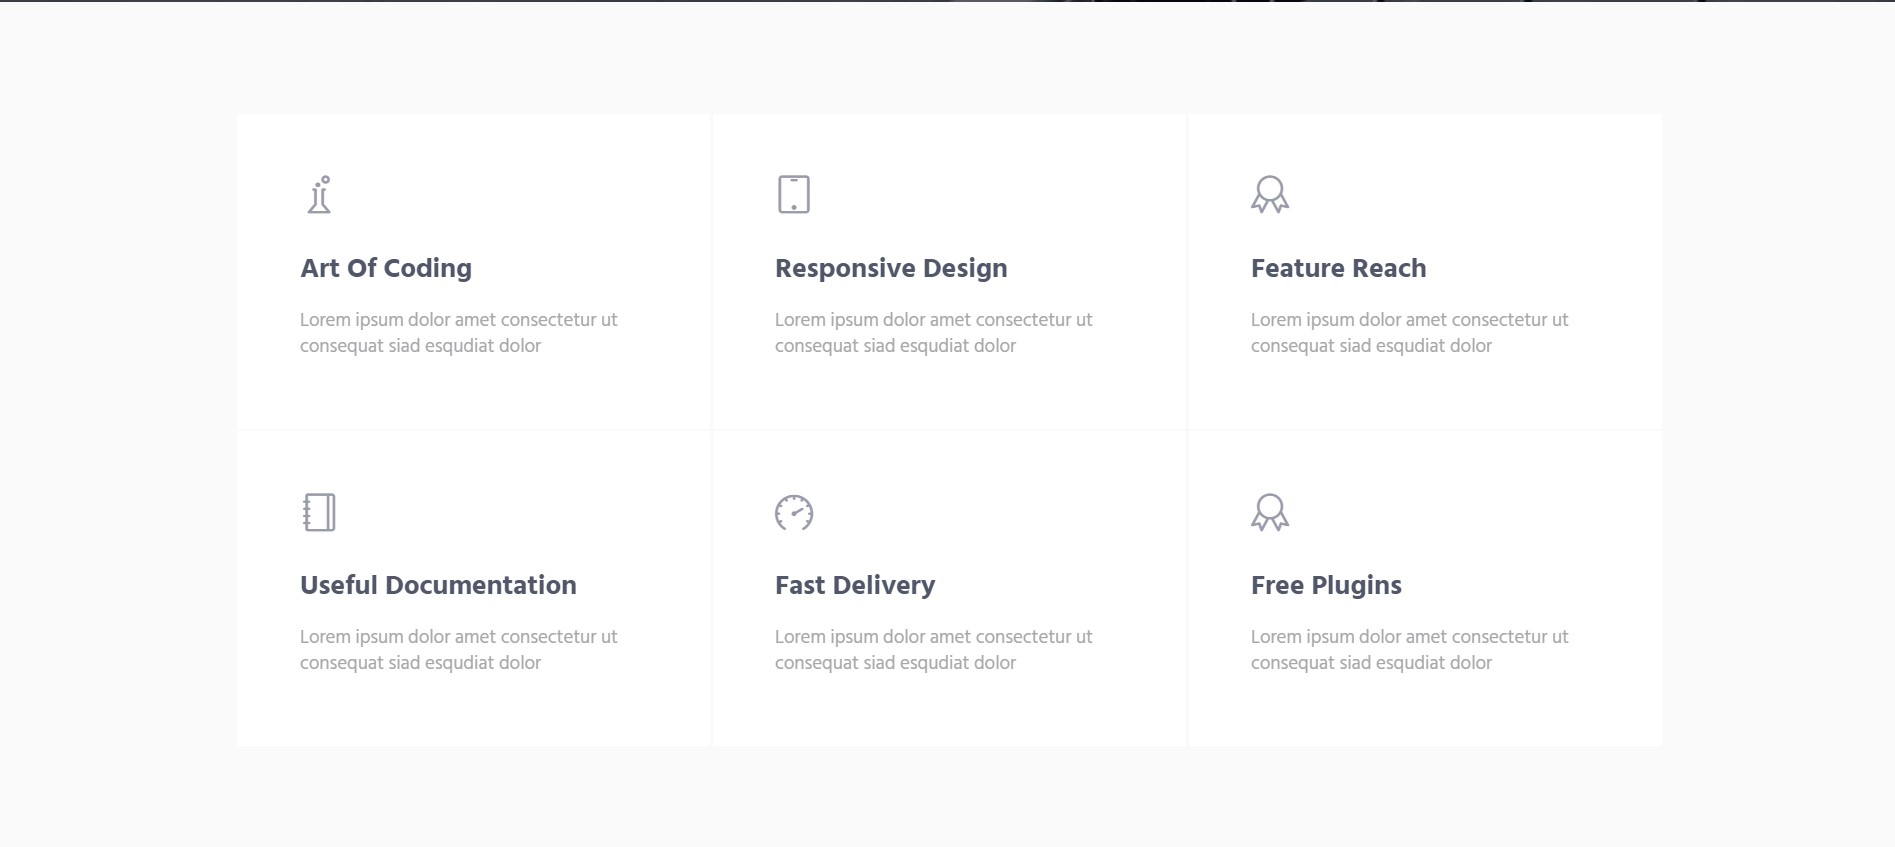 Art Of Coding
Lorem ipsum dolor amet consectetur ut
consequat siad esqudiat dolor
Responsive Design
Lorem ipsum dolor amet consectetur ut
consequat siad esqudiat dolor
Feature Reach
Lorem ipsum dolor amet consectetur ut
consequat siad esqudiat dolor
Useful Documentation
Lorem ipsum dolor amet consectetur ut
consequat siad esqudiat dolor
Fast Delivery
Lorem ipsum dolor amet consectetur ut
consequat siad esqudiat dolor
Free Plugins
Lorem ipsum dolor amet consectetur ut
consequat siad esqudiat dolor